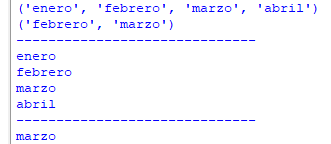 ('enero', 'febrero', 'marzo', 'abril')
('febrero', 'marzo')
------------------------------
enero
febrero
marzo
abril
------------------------------
marzo